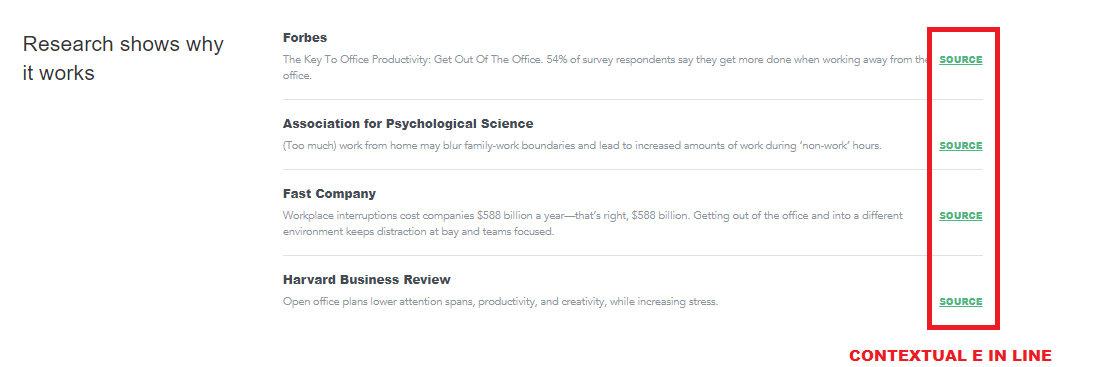 Research shows why
it works
Forbes
The Key To Office Productivity: Get Out Of The Office. 54% of survey respondents say they get more done when working away from the
office.
SOURCE
Association for Psychological Science
(Too much) work from home may blur family-work boundaries and lead to increased amounts of work during ‘non-work’ hours.
SOURCE
Fast Company
Workplace interruptions cost companies $588 billion a year—that’s right, $588 billion. Getting out of the office and into a different
environment keeps distraction at bay and teams focused.
SOURCE
Harvard Business Review
Open office plans lower attention spans, productivity, and creativity, while increasing stress.
SOURCE
CONTEXTUAL E IN LINE